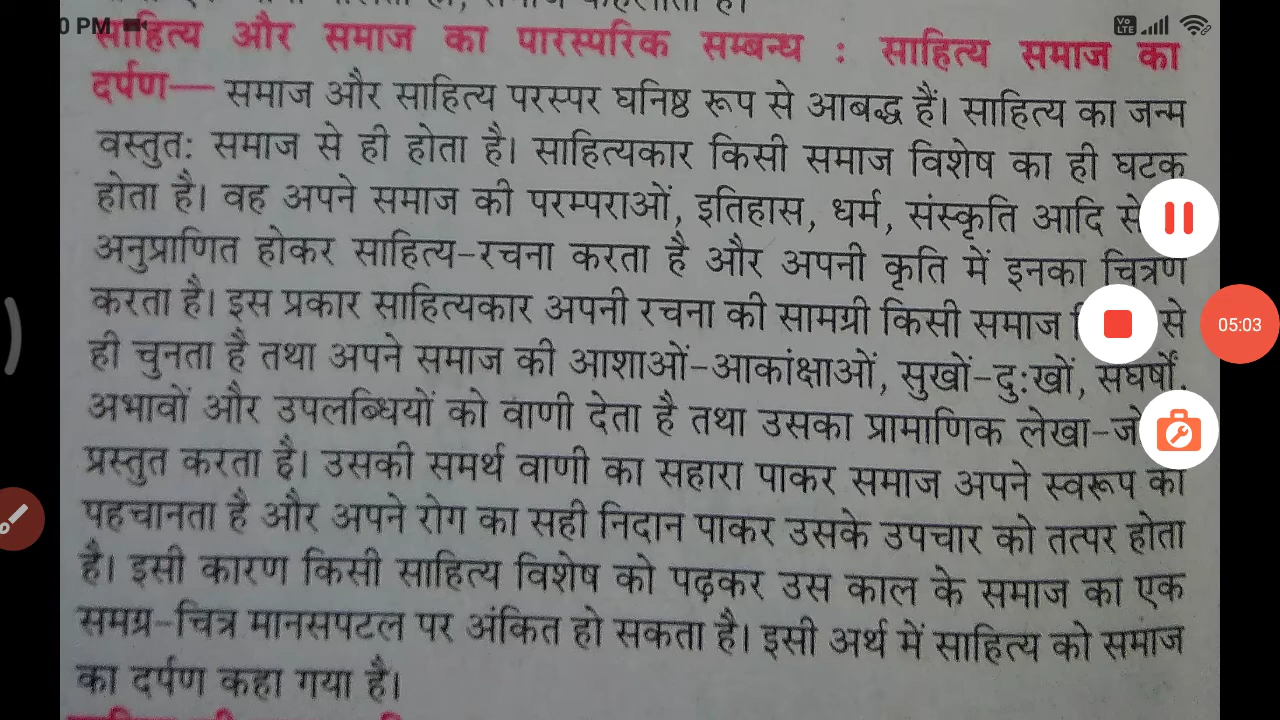 0 PM
साहित्य और समाज का पारस्परिक सम्बन्ध : साहित्य समाज का
दर्पण— समाज और साहित्य परस्पर घनिष्ठ रूप से आबद्ध हैं। साहित्य का जन्म
वस्तुतः समाज से ही होता है। साहित्यकार किसी समाज विशेष का ही घटक
होता है। वह अपने समाज की परम्पराओं, इतिहास, धर्म, संस्कृति आदि से
अनुप्राणित होकर साहित्य-रचना करता है और अपनी कृति में इनका चित्रण
करता है। इस प्रकार साहित्यकार अपनी रचना की सामग्री किसी समाज से
ही चुनता है तथा अपने समाज की आशाओं-आकांक्षाओं, सुखों-दुःखों, सघर्षों,
अभावों और उपलब्धियों को वाणी देता है तथा उसका प्रामाणिक लेखा-
प्रस्तुत करता है। उसकी समर्थ वाणी का सहारा पाकर समाज अपने स्वरूप को
पहचानता है और अपने रोग का सही निदान पाकर उसके उपचार को तत्पर होता
है। इसी कारण किसी साहित्य विशेष को पढ़कर उस काल के समाज का एक
समग्र-चित्र मानसपटल पर अंकित हो सकता है। इसी अर्थ में साहित्य को समाज
का दर्पण कहा गया है।
Vo LTE
05:03